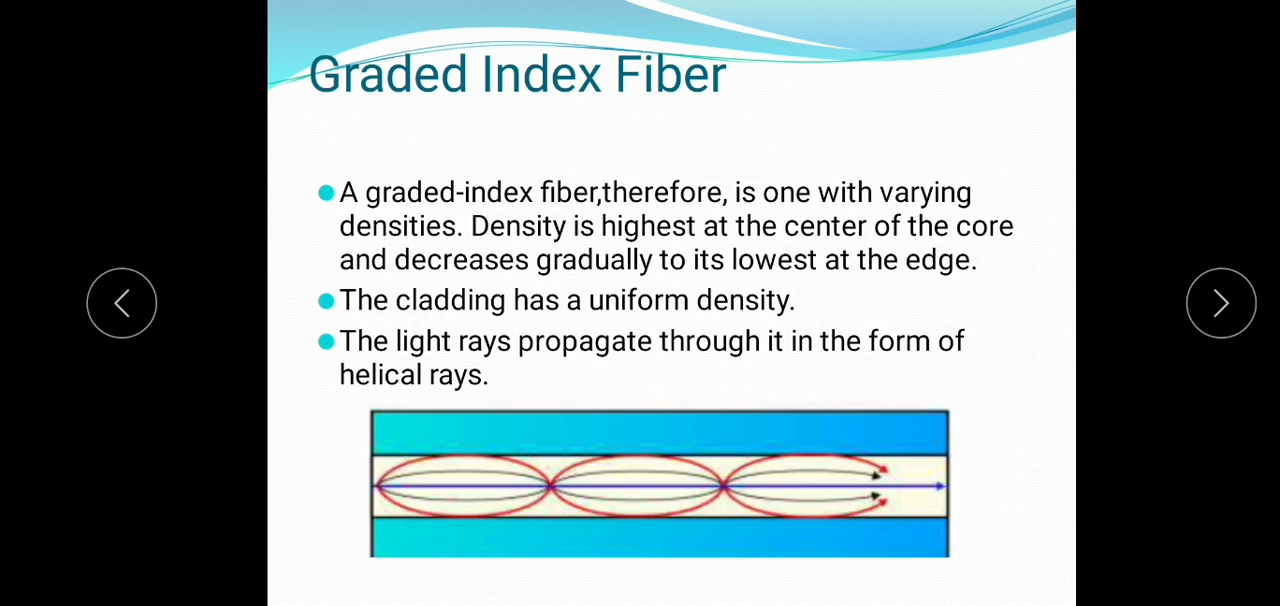 Graded Index Fiber
A graded-index fiber,therefore, is one with varying
densities. Density is highest at the center of the core
and decreases gradually to its lowest at the edge.
The cladding has a uniform density.
The light rays propagate through it in the form of
helical rays.